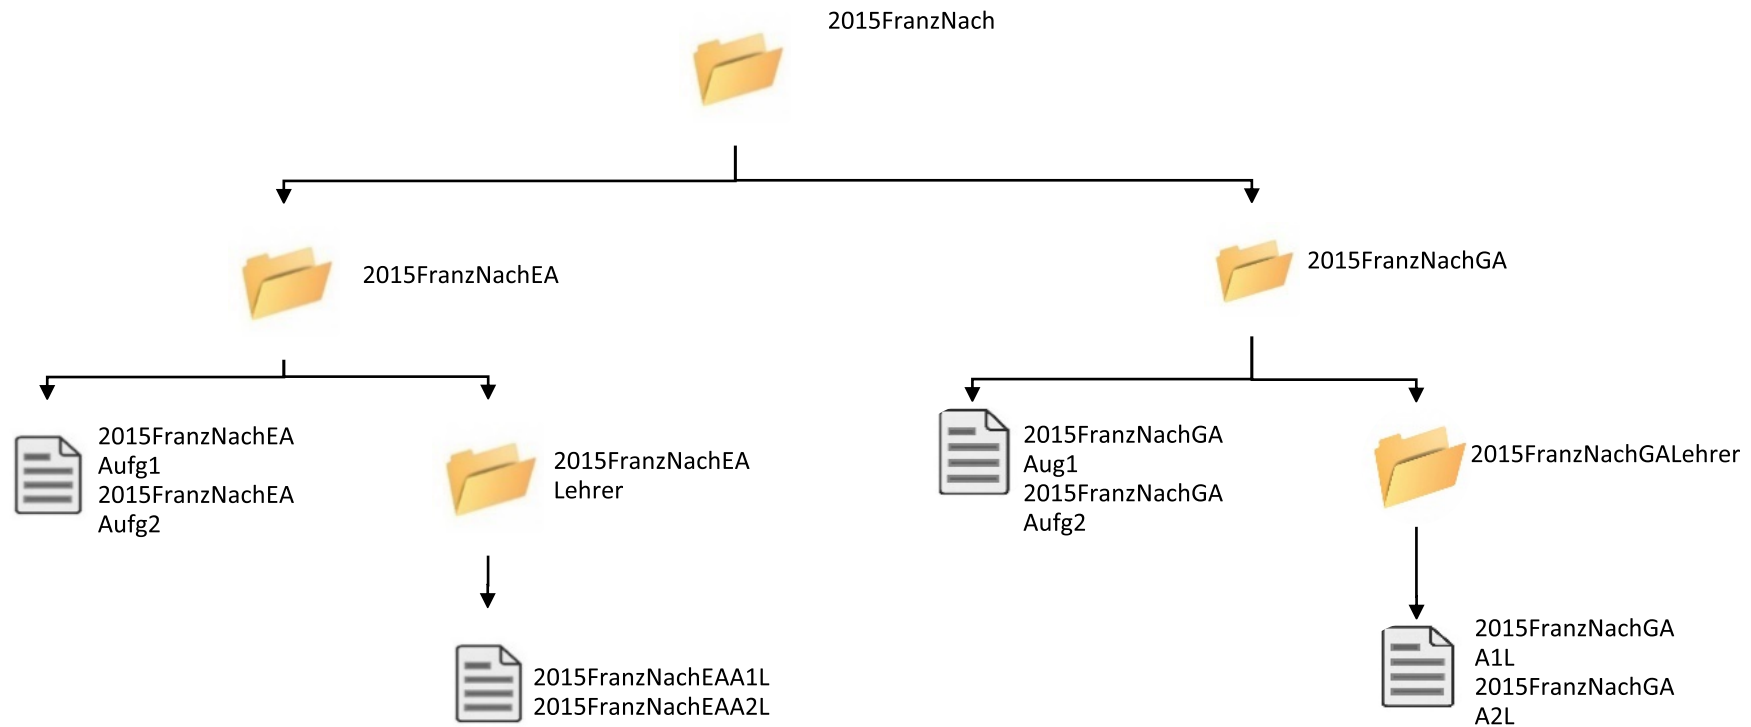 2015FranzNach
2015FranzNachEA
2015FranzNachGA
2015FranzNachEA
Aufg1
2015FranzNachEA
Aufg2
2015FranzNachEA
Lehrer
2015FranzNachGA
Aug1
2015FranzNachGA
Aufg2
2015FranzNachGALehrer
2015FranzNachEAA1L
2015FranzNachEAA2L
2015FranzNachGA
A1L
2015FranzNachGA
A2L